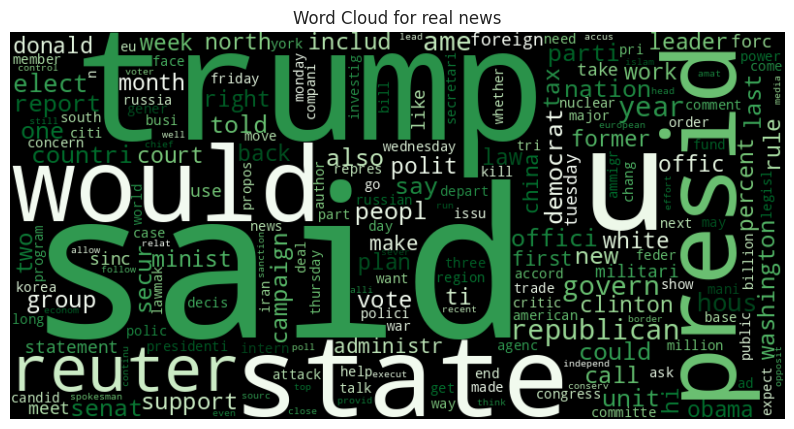 Word Cloud for real news
donald week north york includ lead ame foreign need accus leader forc
member eu face parti pri power
control n voter trump take work islam come
elect month friday investig monday compani bill like secretari whether nation nuclear amat
report russia gener right tax year comment head media
still south busi told move wednesday tri major last
one citi well former order european
concern chief back also law kill democrat tuesday china ammigr chang fund rule
countri court repres polit offic percent
would use propos author go say depart u presid legisl
world part russian peopl issu next may effort
two program case news day run offici white feder billion washington
sinc relat make first new
allow secur minist campaign deal thursday plan three accord militari mani
follow lawmak iran sanction want region trade govern show hous
korea decis said alli sever critic clinton base
group vote ti recent american republican border public
long econom polic polici war million
statement presidenti intern poll administr agenc could
reuter state attack help execut end independ call ask expect
candid spokesman continu talk made conserv hi ad opposit
meet senat support sourc top provid get congress unit obama
even close way think committe